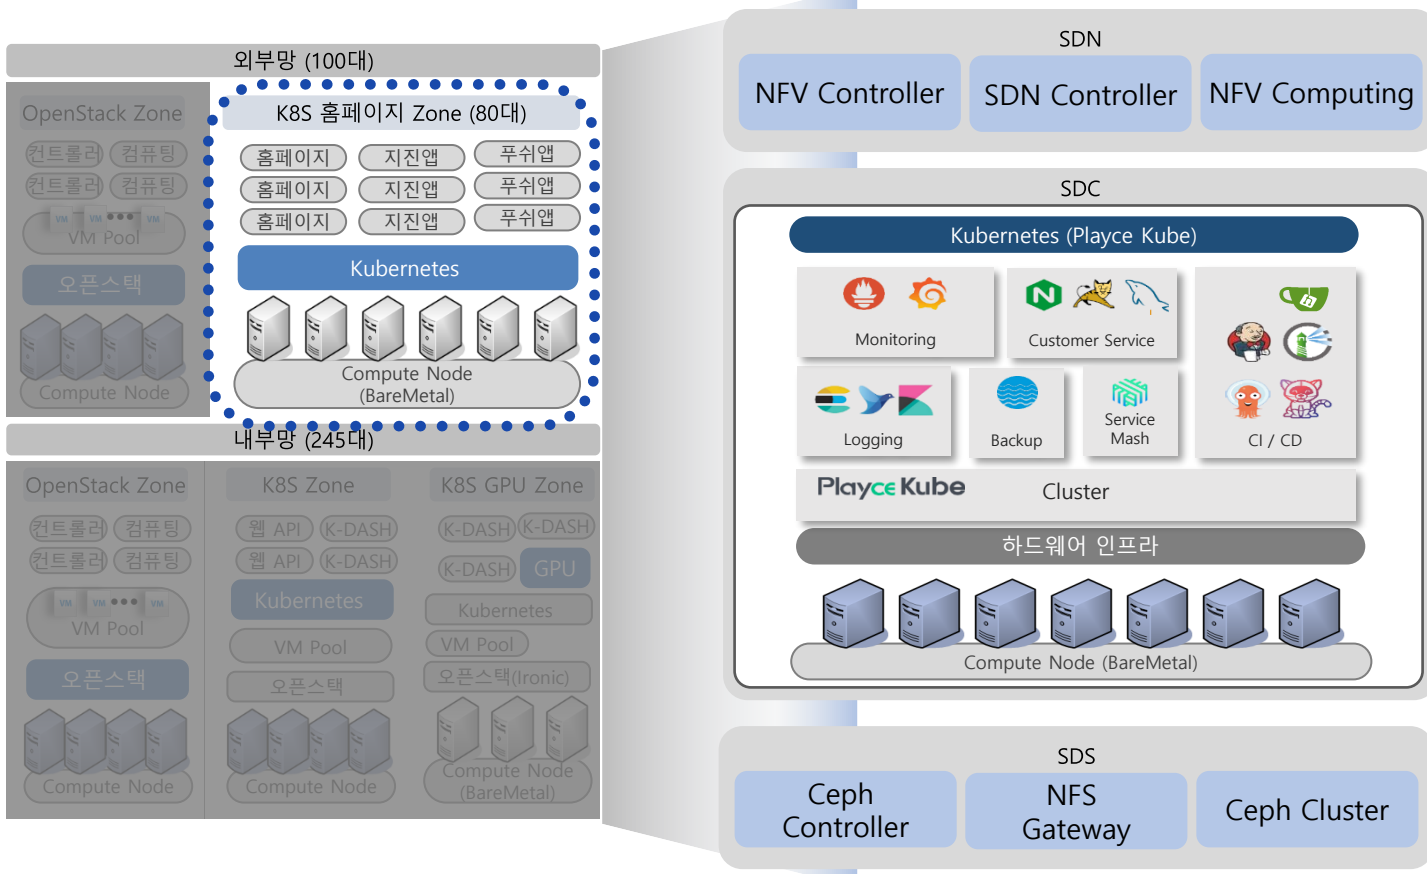 외부망 (100대)
OpenStack Zone
컨트롤러 컴퓨팅
컨트롤러 컴퓨팅
VM VM VM
VM Pool
오픈스택
Compute Node
K8S 홈페이지 Zone (80대)
홈페이지 지진앱 푸쉬앱
홈페이지 지진앱 푸쉬앱
홈페이지 지진앱 푸쉬앱
Kubernetes
Compute Node
(BareMetal)
내부망 (245대)
OpenStack Zone
컨트롤러 컴퓨팅
컨트롤러 컴퓨팅
VM VM VM
VM Pool
오픈스택
Compute Node
K8S Zone
웹 API K-DASH
웹 API K-DASH
Kubernetes
VM Pool
오픈스택
Compute Node
K8S GPU Zone
K-DASH K-DASH
K-DASH GPU
Kubernetes
VM Pool
오픈스택(Ironic)
Compute Node
(BareMetal)
SDN
NFV Controller
SDN Controller
NFV Computing
SDC
Kubernetes (Playce Kube)
Monitoring
N
Customer Service
Logging
Backup
Service
Mash
CI / CD
Playce Kube
Cluster
하드웨어 인프라
Compute Node (BareMetal)
SDS
Ceph
Controller
NFS
Gateway
Ceph Cluster